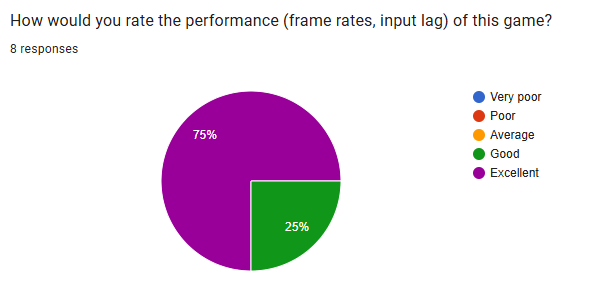 How would you rate the performance (frame rates, input lag) of this game?
8 responses
75%
25%
Very poor
Poor
Average
Good
Excellent